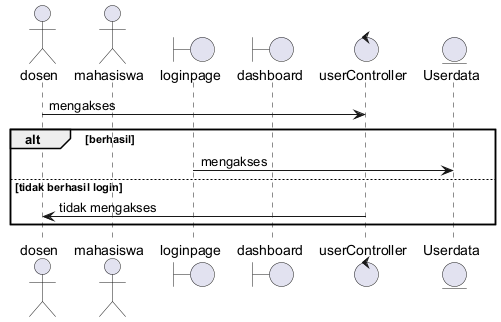 dosen mahasiswa loginpage dashboard userController Userdata
mengakses
alt [berhasil]
mengakses
[tidak berhasil login]
tidak mengakses
dosen mahasiswa loginpage dashboard userController Userdata